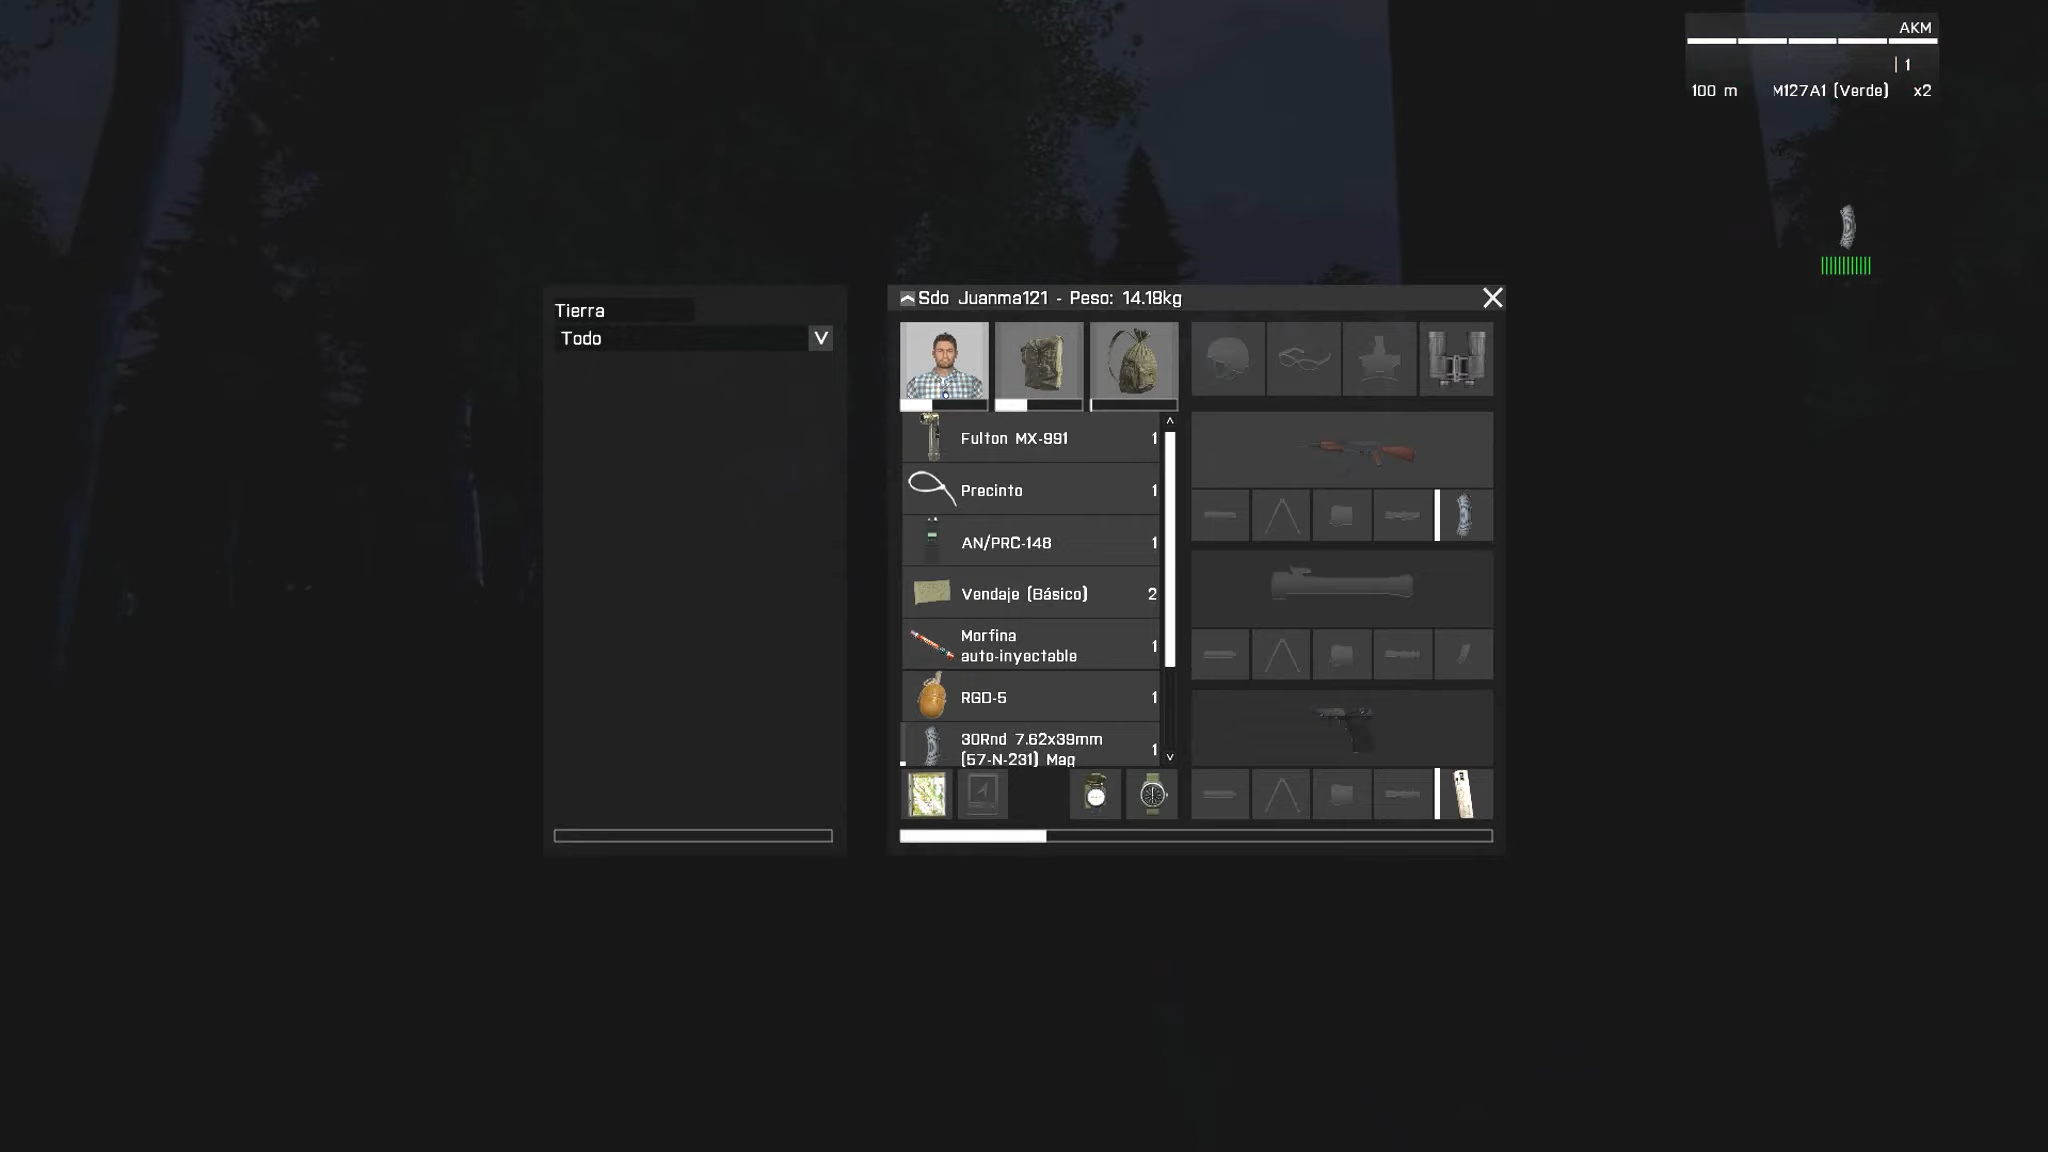 AKM
1
100 m M127A1 (Verde) x2
Tierra
Todo
Sdo Juanma121 - Peso: 14.18kg
Fulton MX-991 1
Precinto 1
AN/PRC-148 1
Vendaje (Básico) 2
Morfina
auto-inyectable 1
RGD-5 1
30Rnd 7.62x39mm
(57-N-231) Mag 1